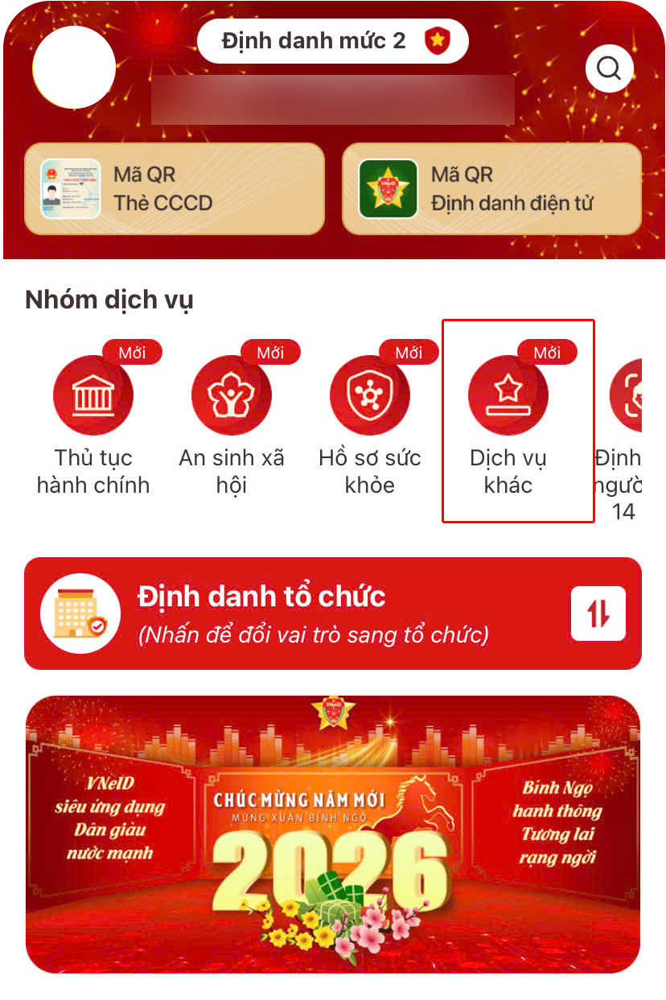 Định danh mức 2
Mã QR
Thẻ CCCD
Mã QR
Định danh điện tử
Nhóm dịch vụ
Mới
Mới
Mới
Mới
Thủ tục
hành chính
An sinh xã
hội
Hồ sơ sức
khỏe
Dịch vụ
khác
Định
ngườ
14
Định danh tổ chức
(Nhấn để đổi vai trò sang tổ chức)
VNeID
VNeID
siêu ứng dụng
Dân giàu
nước mạnh
CHÚC MỪNG NĂM MỚI
MỪNG XUÂN BÍNH NGỌ
2026
Bính Ngọ
hanh thông
Tương lai
rạng ngời